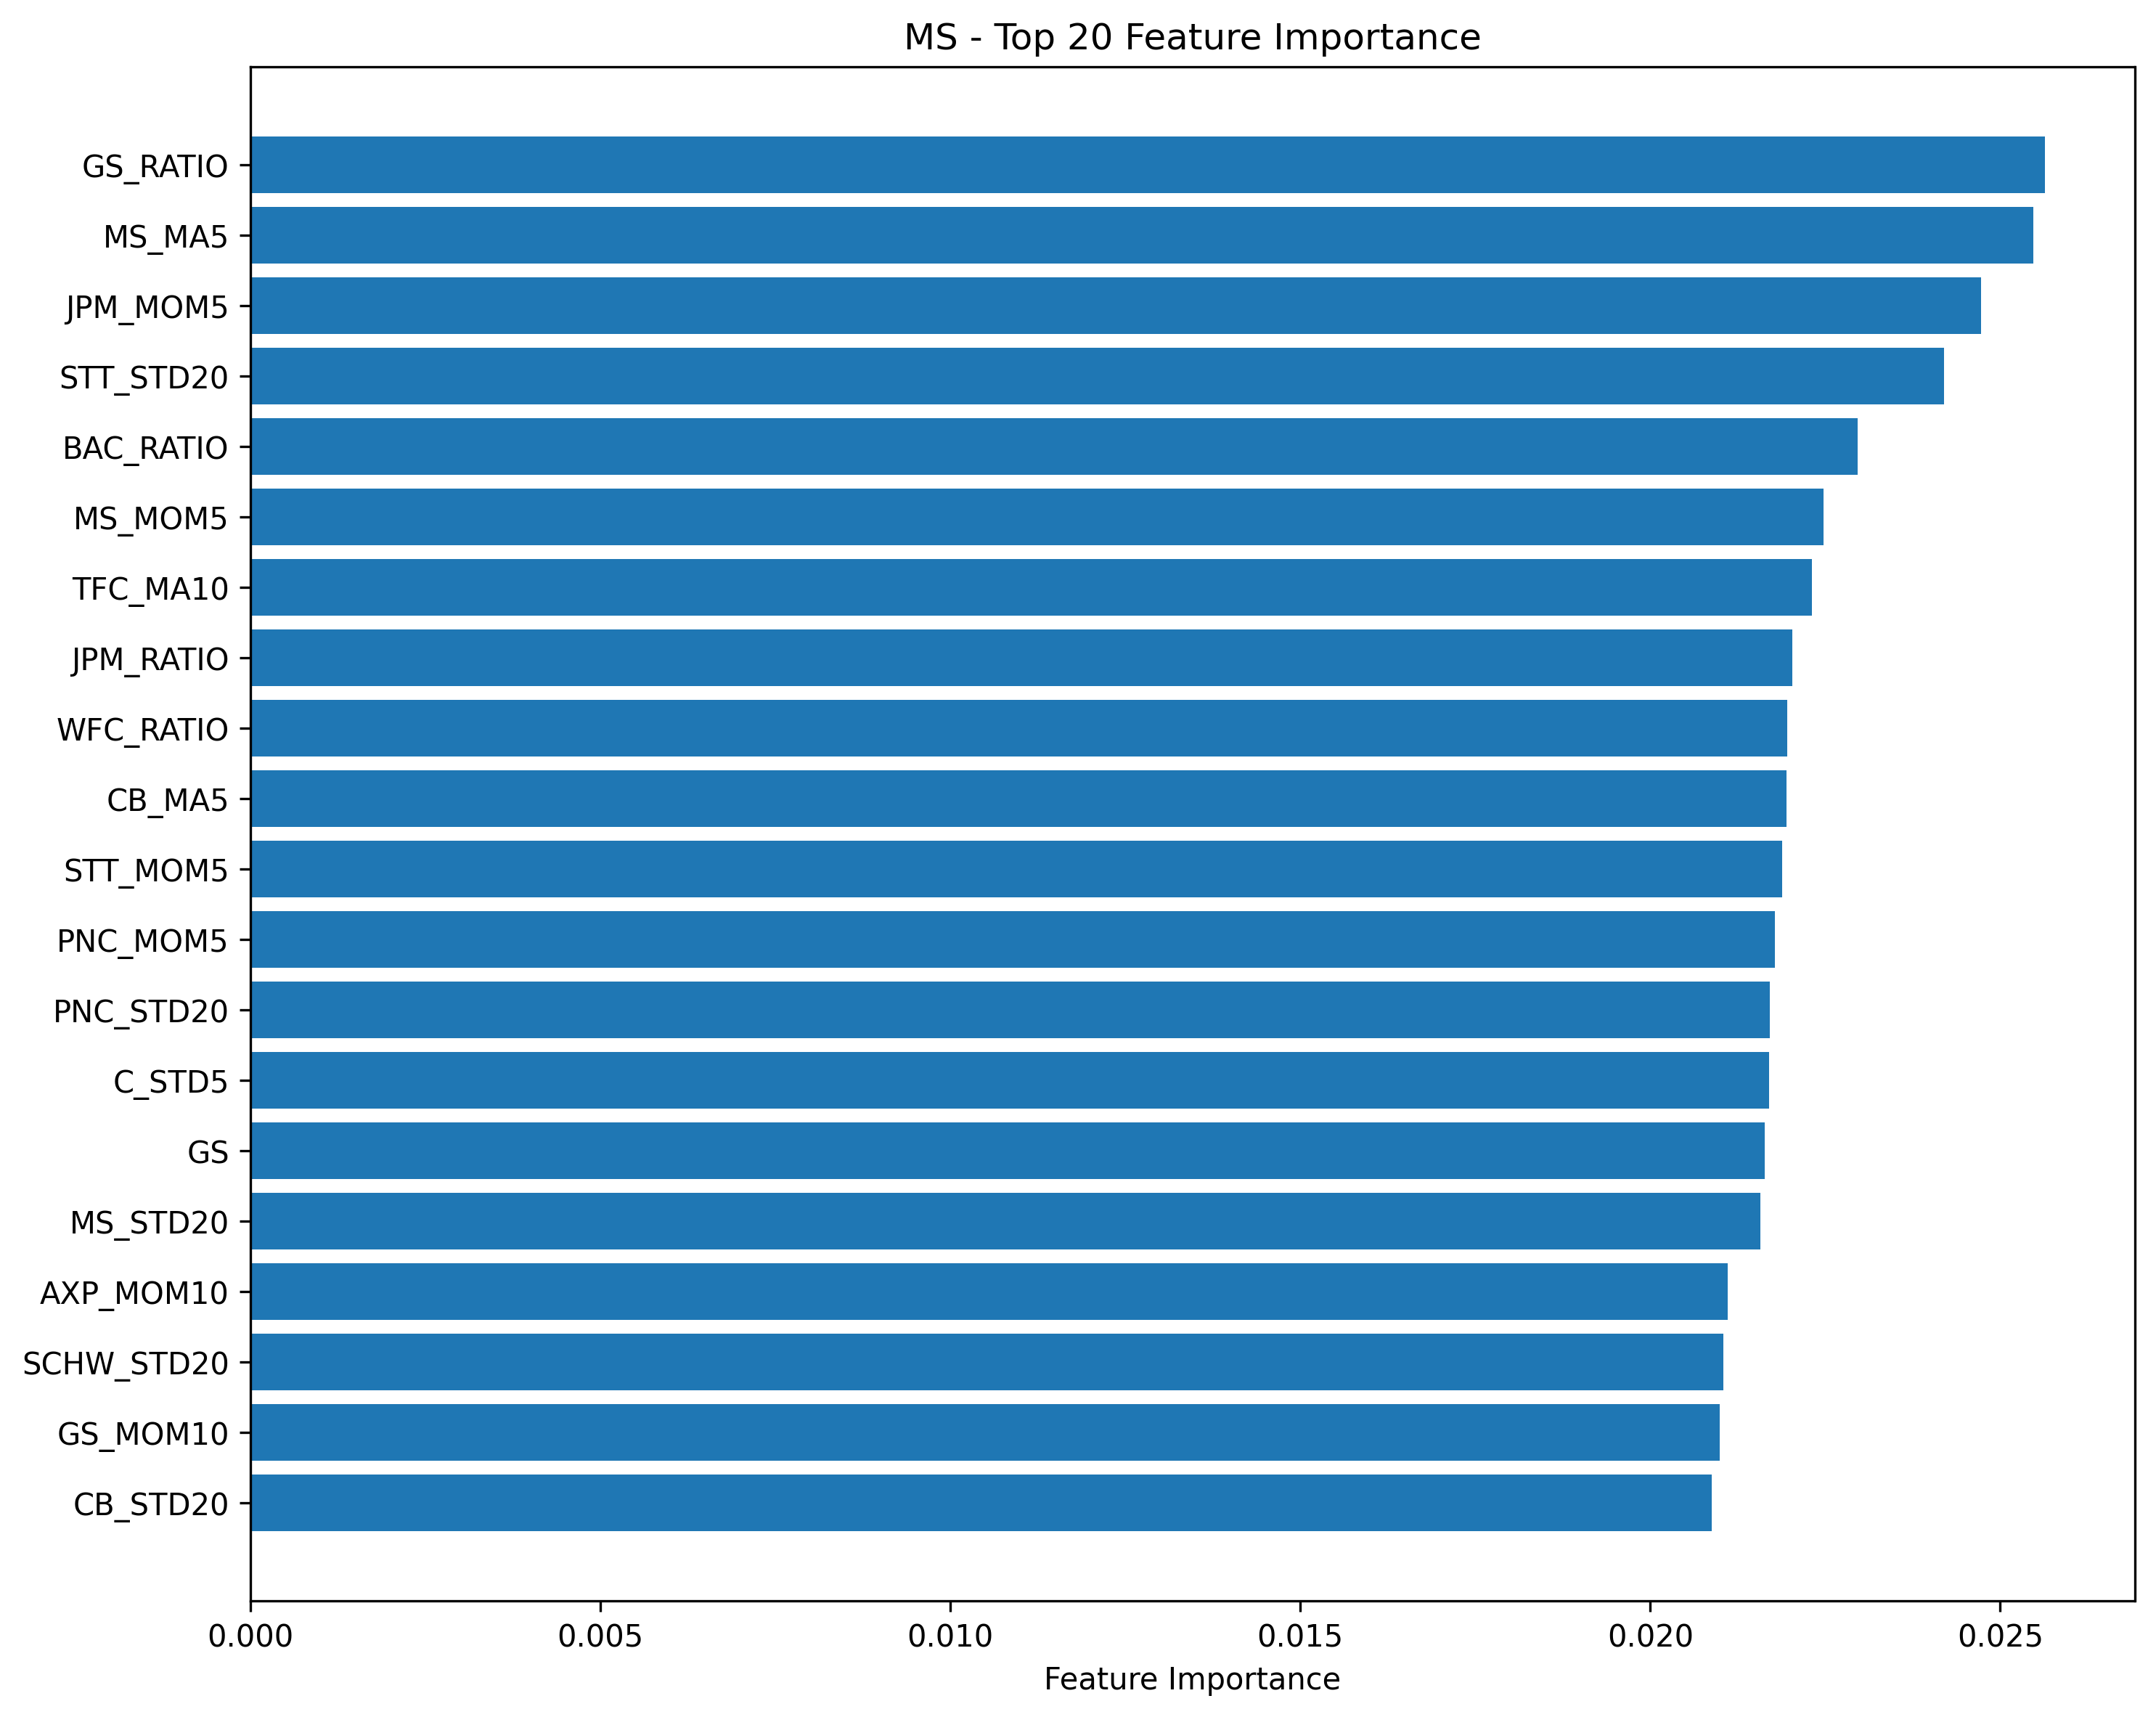 MS - Top 20 Feature Importance
GS_RATIO
MS_MA5
JPM_MOM5
STT_STD20
BAC_RATIO
MS_MOM5
TFC_MA10
JPM_RATIO
WFC_RATIO
CB_MA5
STT_MOM5
PNC_MOM5
PNC_STD20
C_STD5
GS
MS_STD20
AXP_MOM10
SCHW_STD20
GS_MOM10
CB_STD20
0.000 0.005 0.010 0.015 0.020 0.025
Feature Importance